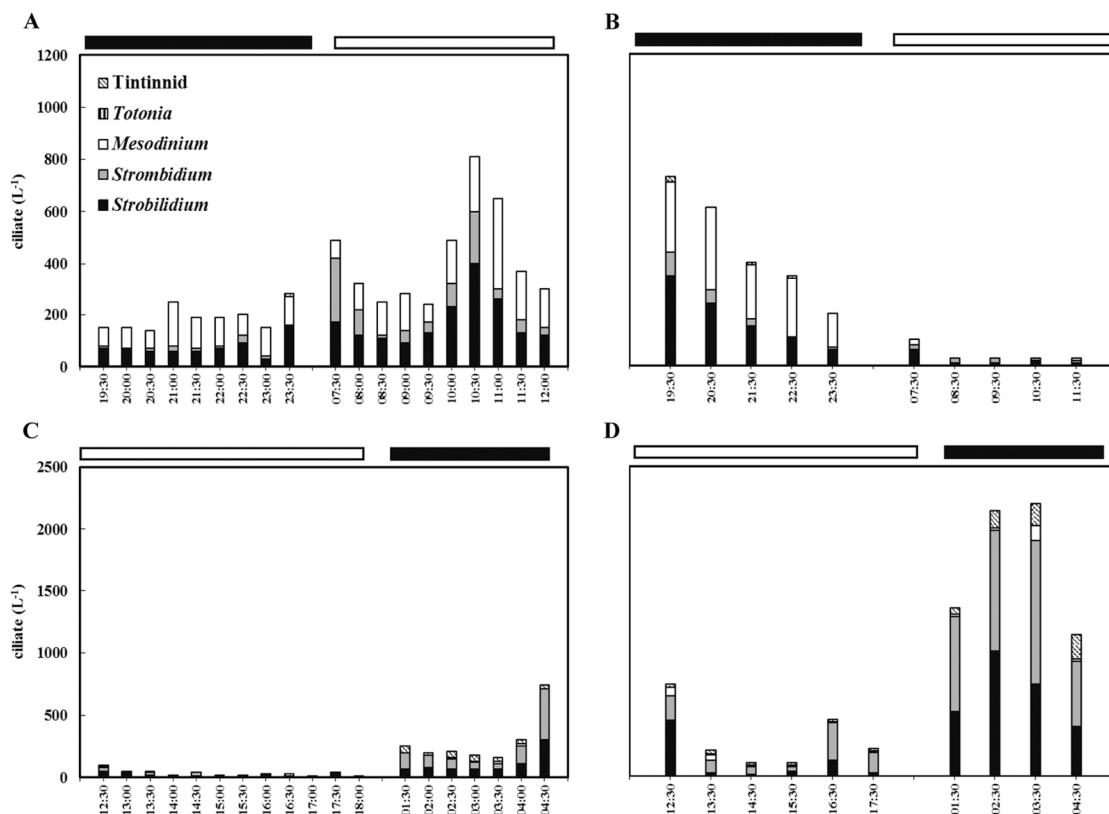 A
1200
1000
800
600
400
200
0
ciliate (L-1)
Tintinnid
Totonia
Mesodinium
Strombidium
Strobilidium
19:30 20:00 20:30 21:00 21:30 22:00 22:30 23:00 23:30 07:30 08:00 08:30 09:00 09:30 10:00 10:30 11:00 11:30 12:00
B
19:30 20:30 21:30 22:30 23:30 07:30 08:30 09:30 10:30 11:30
C
2500
2000
1500
1000
500
0
ciliate (L-1)
12:30 13:00 13:30 14:00 14:30 15:00 15:30 16:00 16:30 17:00 17:30 18:00 01:30 02:00 02:30 03:00 03:30 04:00 04:30
D
12:30 13:30 14:30 15:30 16:30 17:30 01:30 02:30 03:30 04:30